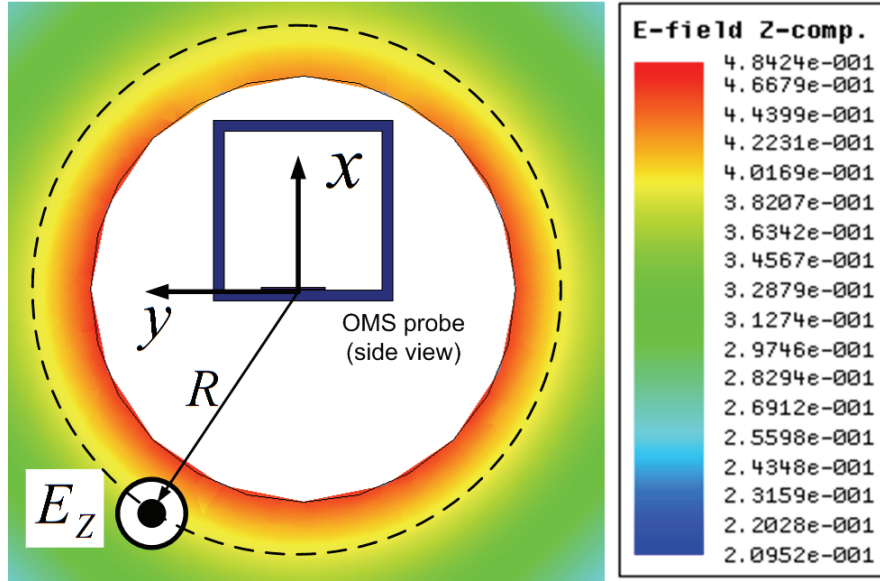 x
y
OMS probe
(side view)
R
E_Z
E-field Z-comp.
4.8424e-001
4.6679e-001
4.4399e-001
4.2231e-001
4.0169e-001
3.8207e-001
3.6342e-001
3.4567e-001
3.2879e-001
3.1274e-001
2.9746e-001
2.8294e-001
2.6912e-001
2.5598e-001
2.4348e-001
2.3159e-001
2.2028e-001
2.0952e-001